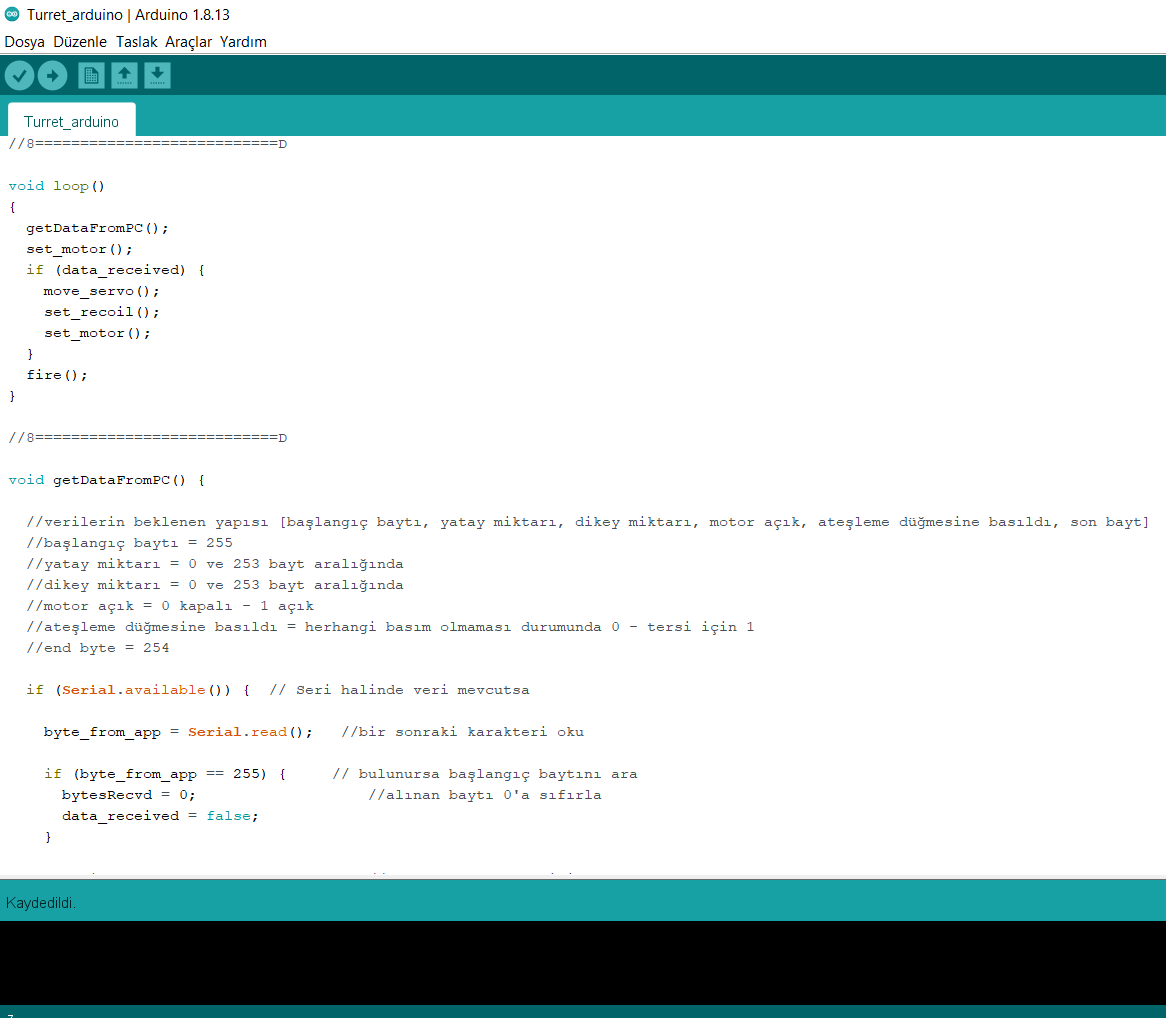 Turret_arduino | Arduino 1.8.13
Dosya Düzenle Taslak Araçlar Yardım
Turret_arduino
//8===========================D
void loop()
{
getDataFromPC();
set_motor();
if (data_received) {
move_servo();
set_recoil();
set_motor();
}
fire();
}
//8===========================D
void getDataFromPC() {
//verilerin beklenen yapısı [başlangıç baytı, yatay miktarı, dikey miktarı, motor açık, ateşleme düğmesine basıldı, son bayt]
//başlangıç baytı = 255
//yatay miktarı = 0 ve 253 bayt aralığında
//dikey miktarı = 0 ve 253 bayt aralığında
//motor açık = 0 kapalı - 1 açık
//ateşleme düğmesine basıldı = herhangi basım olmaması durumunda 0 - tersi için 1
//end byte = 254
if (Serial.available()) { // Seri halinde veri mevcutsa
byte_from_app = Serial.read(); //bir sonraki karakteri oku
if (byte_from_app == 255) { // bulunursa başlangıç baytını ara
bytesRecvd = 0; //alınan baytı 0'a sıfırla
data_received = false;
}
Kaydedildi.